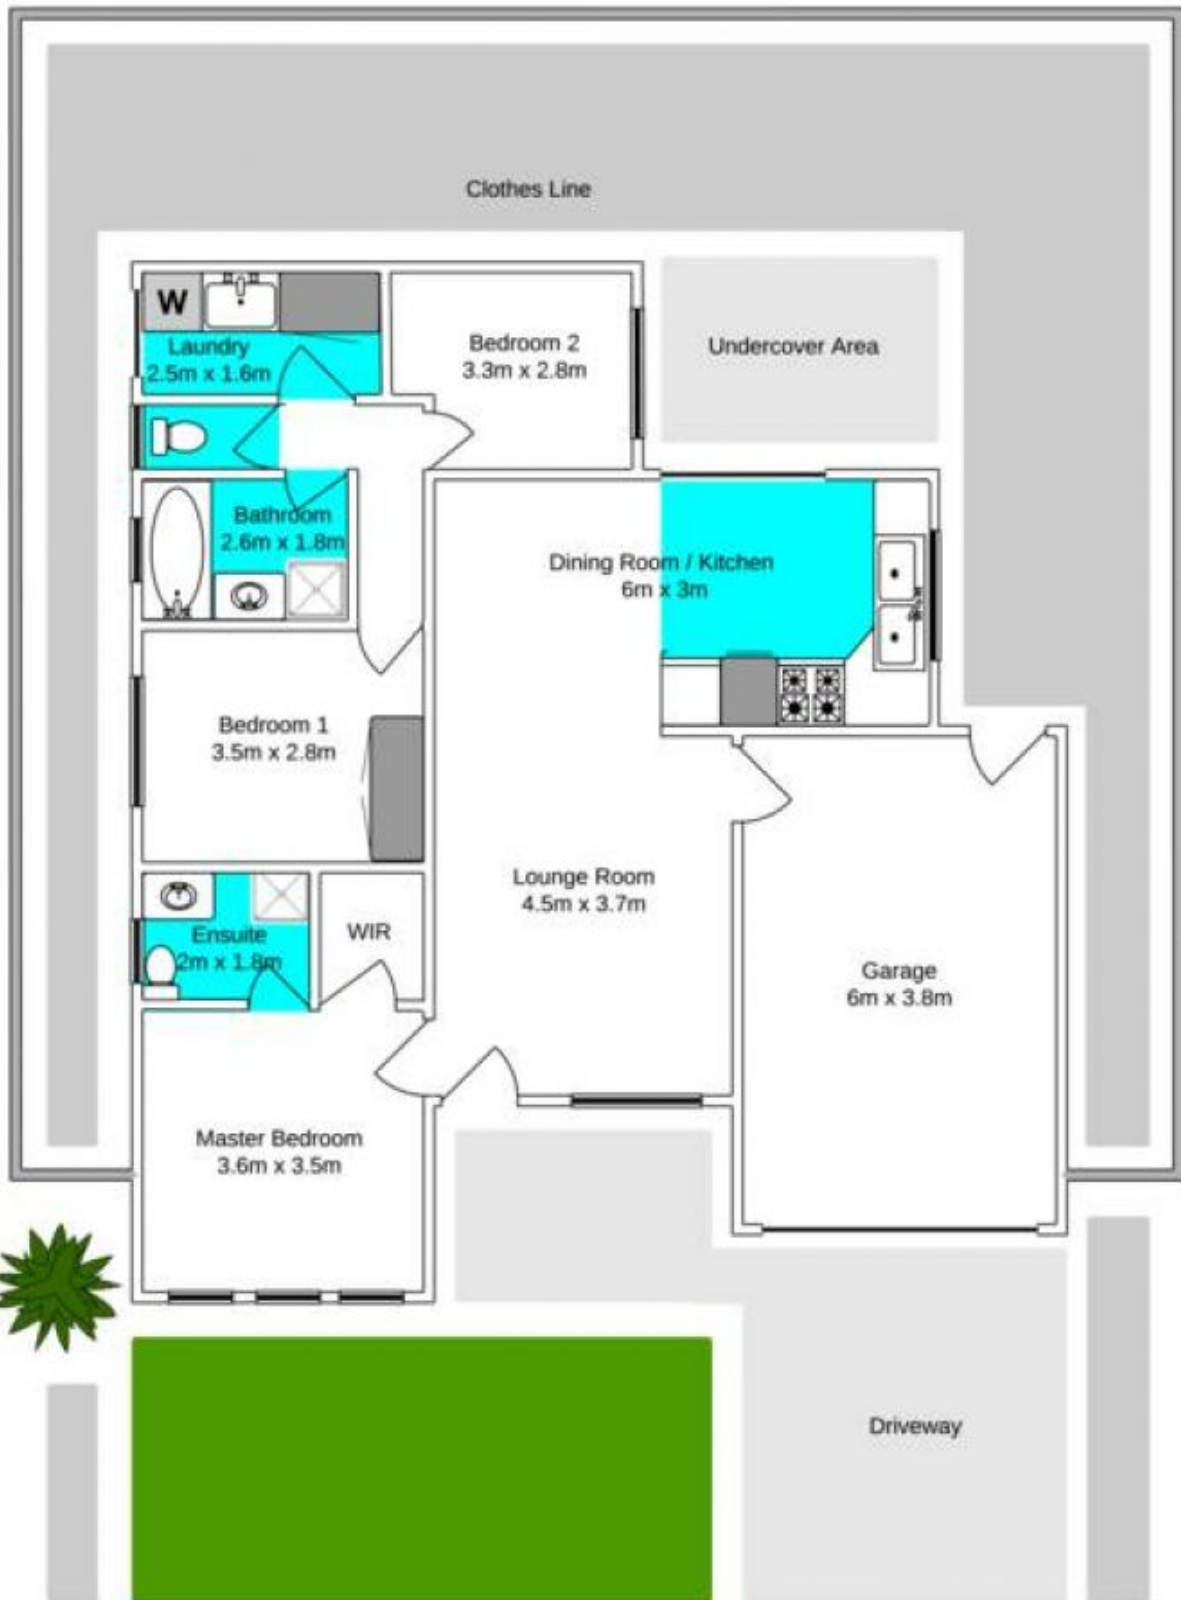 Clothes Line
W
Laundry
2.5m x 1.6m
Bedroom 2
3.3m x 2.8m
Undercover Area
Bathroom
2.6m x 1.8m
Dining Room / Kitchen
6m x 3m
Bedroom 1
3.5m x 2.8m
Lounge Room
4.5m x 3.7m
Ensuite
2m x 1.8m
WIR
Garage
6m x 3.8m
Master Bedroom
3.6m x 3.5m
Driveway